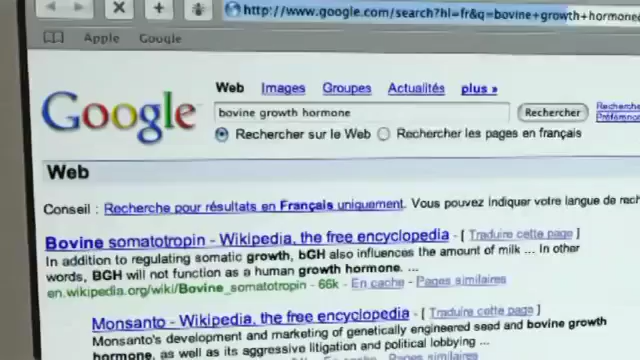 http://www.google.com/search?hl=fr&q=bovine+growth+hormone
Apple Google
Web Images Groupes Actualités plus »
Google bovine growth hormone Rechercher Recherche
Préférences
Rechercher sur le Web Rechercher les pages en français
Web
Conseil : Recherche pour résultats en Français uniquement. Vous pouvez indiquer votre langue de rech
Bovine somatotropin - Wikipedia, the free encyclopedia - [ Traduire cette page ]
In addition to regulating somatic growth, bGH also influences the amount of milk ... In other
words, BGH will not function as a human growth hormone. ...
en.wikipedia.org/wiki/Bovine_somatotropin - 66k - En cache - Pages similaires
Monsanto - Wikipedia, the free encyclopedia - [ Traduire cette page ]
Monsanto's development and marketing of genetically engineered seed and bovine growth
hormone, as well as its aggressive litigation and political lobbying ...
En cache - Pages similaires